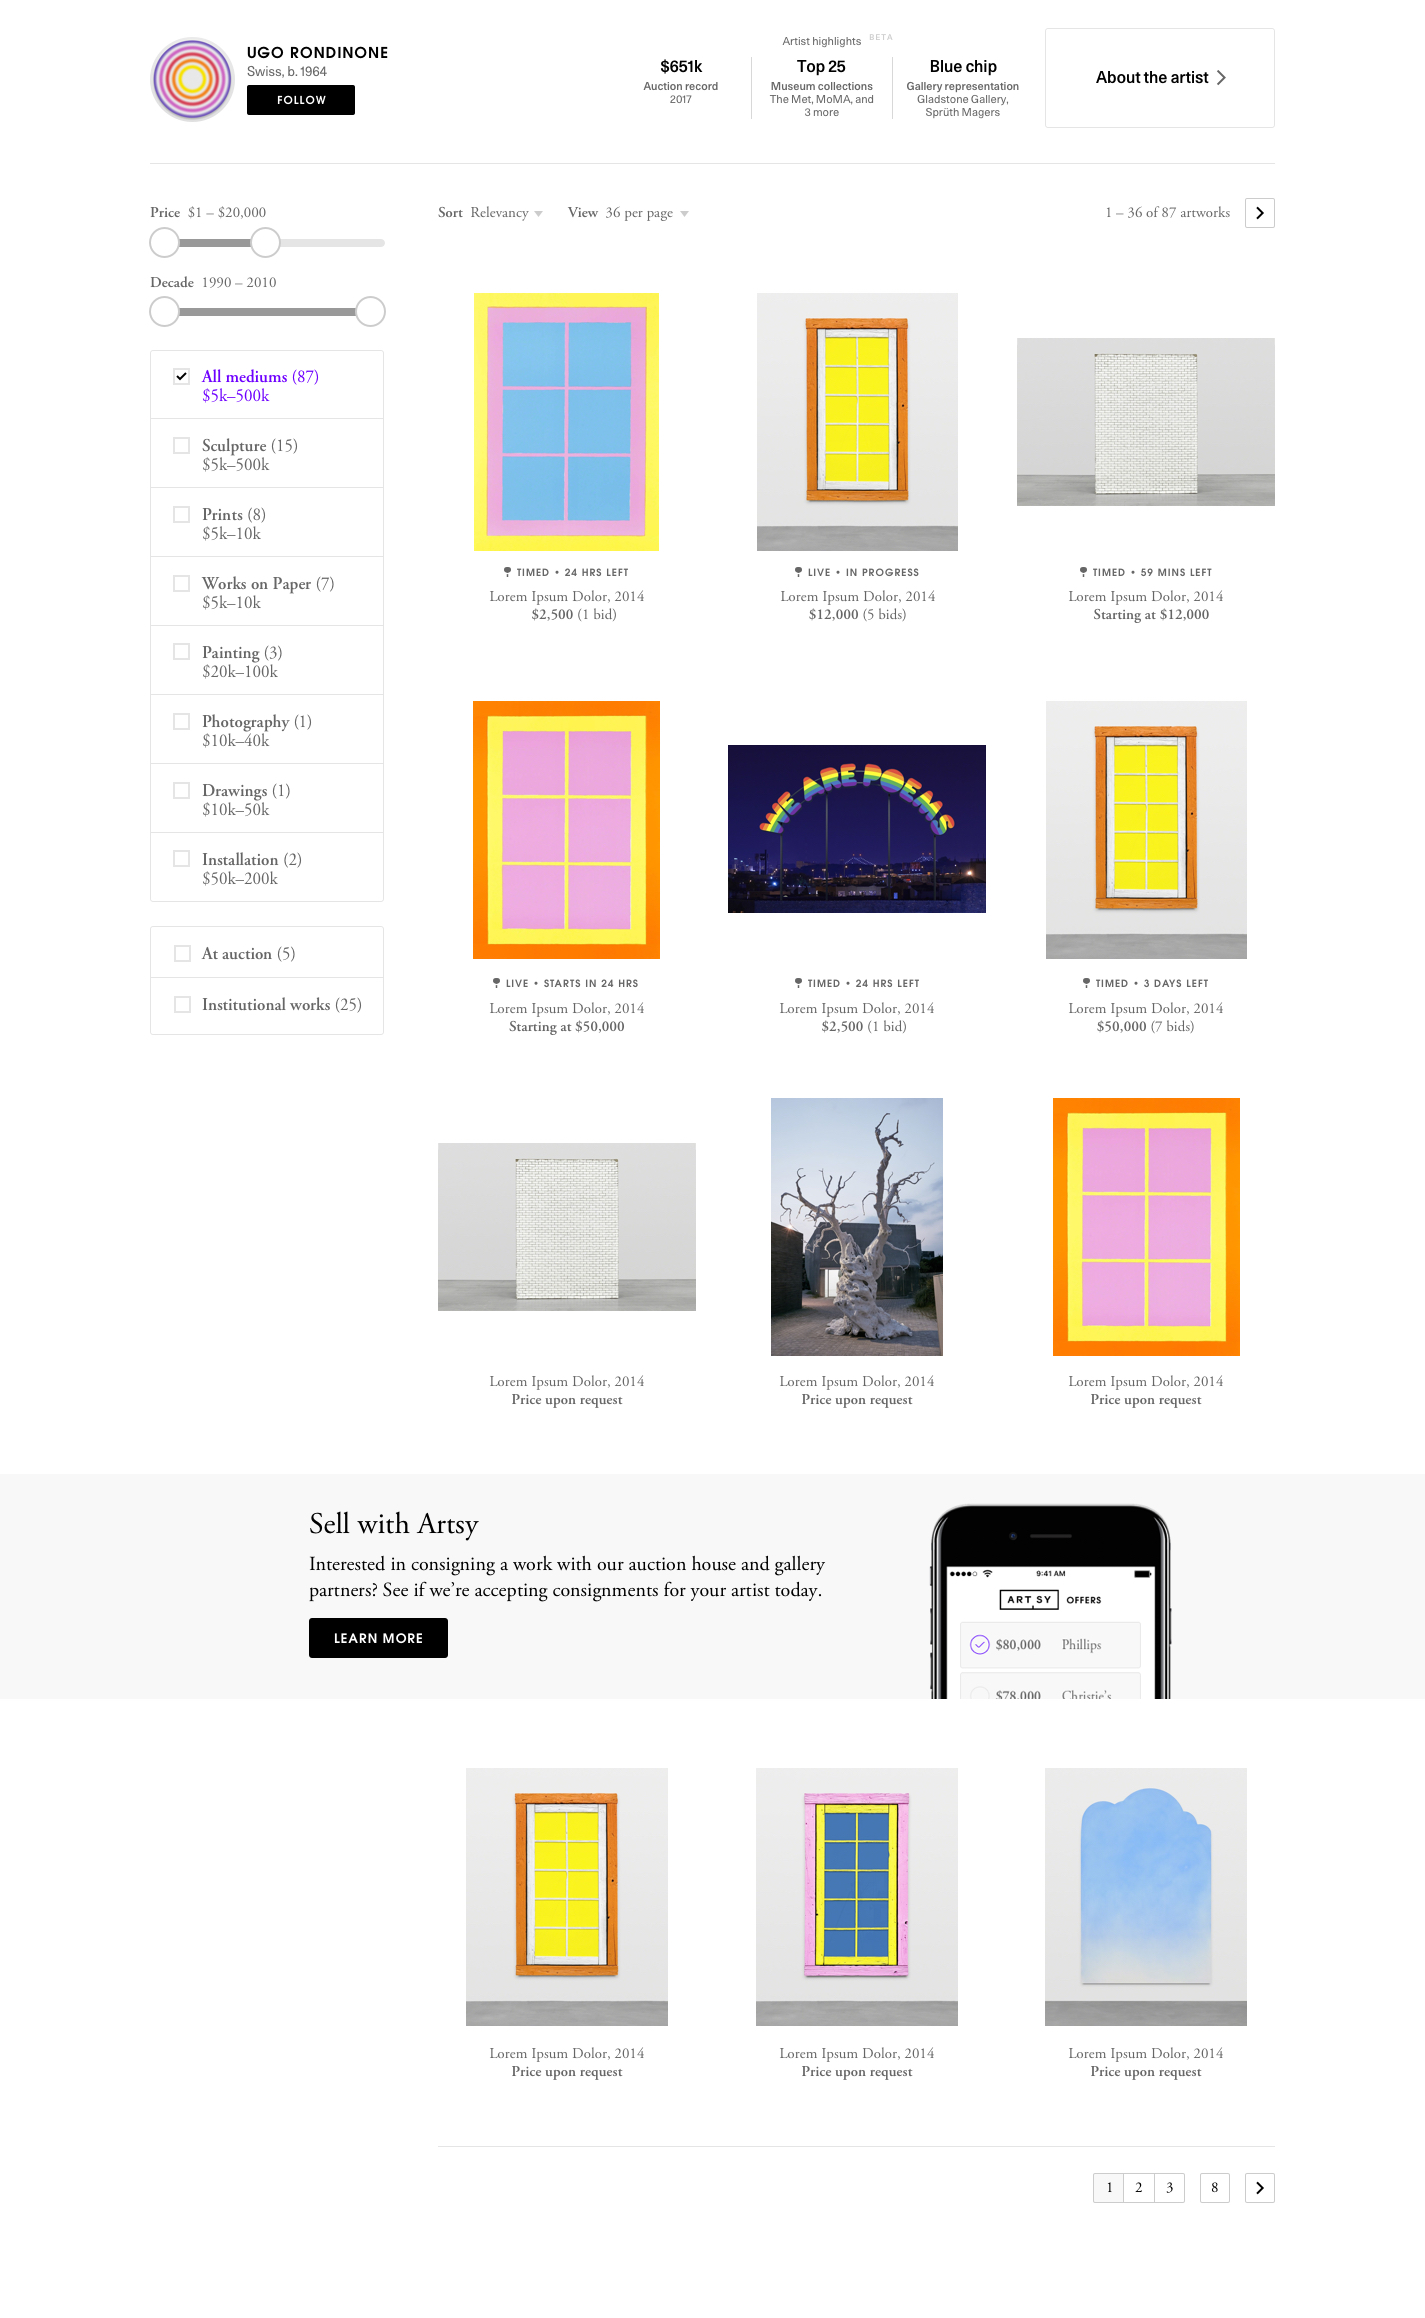 UGO RONDINONE
Swiss, b. 1964
FOLLOW
Artist highlights BETA
$651k
Auction record
2017
Top 25
Museum collections
The Met, MoMA, and
3 more
Blue chip
Gallery representation
Gladstone Gallery,
Sprüth Magers
About the artist
Price $1 – $20,000
Decade 1990 – 2010
All mediums (87)
$5k–500k
Sculpture (15)
$5k–500k
Prints (8)
$5k–10k
Works on Paper (7)
$5k–10k
Painting (3)
$20k–100k
Photography (1)
$10k–40k
Drawings (1)
$10k–50k
Installation (2)
$50k–200k
At auction (5)
Institutional works (25)
Sort Relevancy View 36 per page
1 – 36 of 87 artworks
TIMED • 24 HRS LEFT
Lorem Ipsum Dolor, 2014
$2,500 (1 bid)
LIVE • IN PROGRESS
Lorem Ipsum Dolor, 2014
$12,000 (5 bids)
TIMED • 59 MINS LEFT
Lorem Ipsum Dolor, 2014
Starting at $12,000
LIVE • STARTS IN 24 HRS
Lorem Ipsum Dolor, 2014
Starting at $50,000
WE ARE POEMS
TIMED • 24 HRS LEFT
Lorem Ipsum Dolor, 2014
$2,500 (1 bid)
TIMED • 3 DAYS LEFT
Lorem Ipsum Dolor, 2014
$50,000 (7 bids)
Lorem Ipsum Dolor, 2014
Price upon request
Lorem Ipsum Dolor, 2014
Price upon request
Lorem Ipsum Dolor, 2014
Price upon request
Sell with Artsy
Interested in consigning a work with our auction house and gallery
partners? See if we’re accepting consignments for your artist today.
LEARN MORE
9:41 AM
ARTSY OFFERS
$80,000 Phillips
$78,000 Christie’s
Lorem Ipsum Dolor, 2014
Price upon request
Lorem Ipsum Dolor, 2014
Price upon request
Lorem Ipsum Dolor, 2014
Price upon request
1 2 3 8